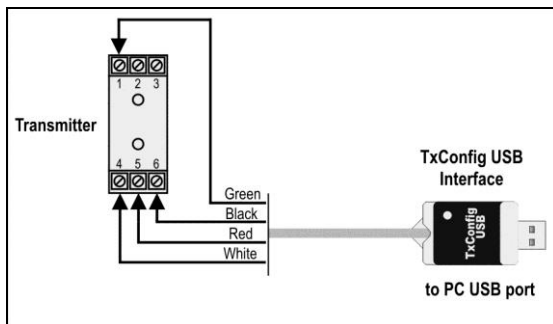 1 2 3
Transmitter
4 5 6
Green
Black
Red
White
TxConfig USB
Interface
TxConfig
USB
to PC USB port